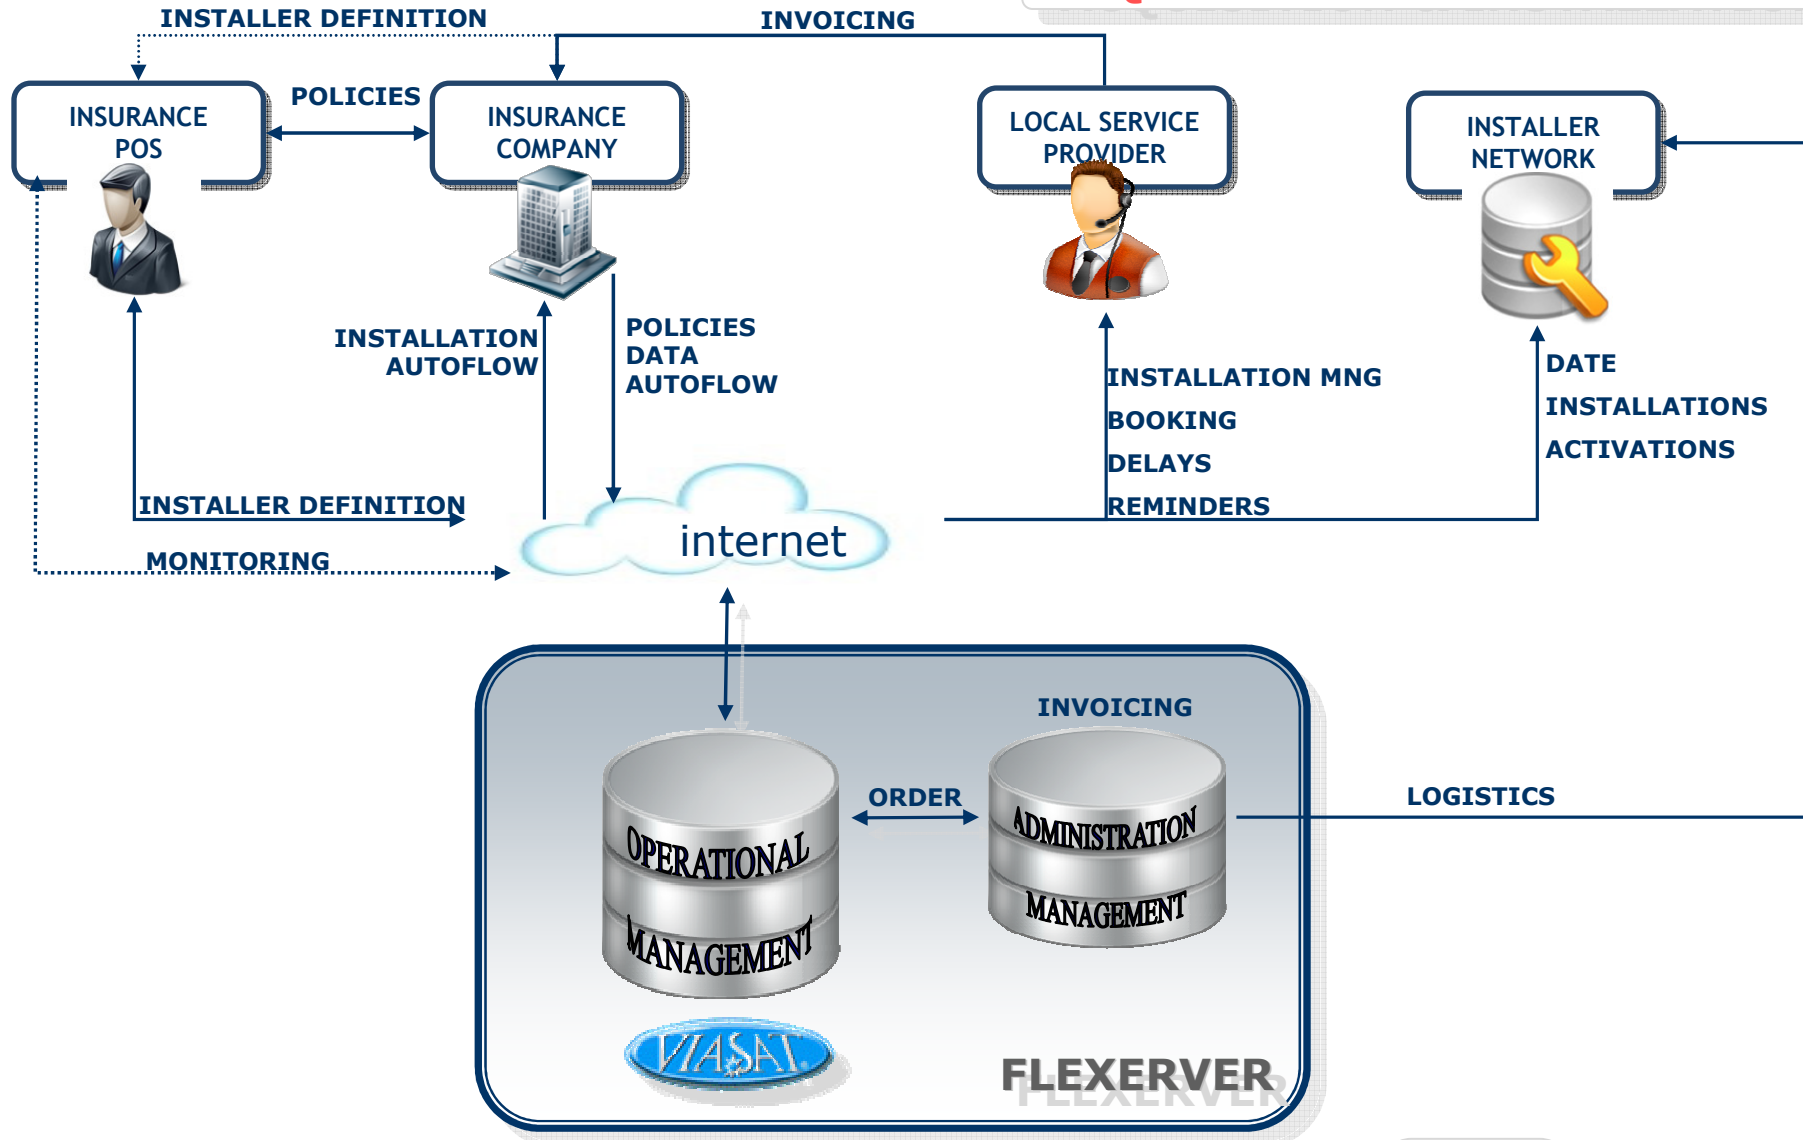 INSTALLER DEFINITION
INVOICING
INSURANCE
POS
POLICIES
INSURANCE
COMPANY
LOCAL SERVICE
PROVIDER
INSTALLER
NETWORK
INSTALLATION
AUTOFLOW
POLICIES
DATA
AUTOFLOW
INSTALLATION MNG
BOOKING
DELAYS
REMINDERS
DATE
INSTALLATIONS
ACTIVATIONS
INSTALLER DEFINITION
MONITORING
internet
INVOICING
ORDER
LOGISTICS
OPERATIONAL
MANAGEMENT
ADMINISTRATION
MANAGEMENT
VIASAT
FLEXERVER